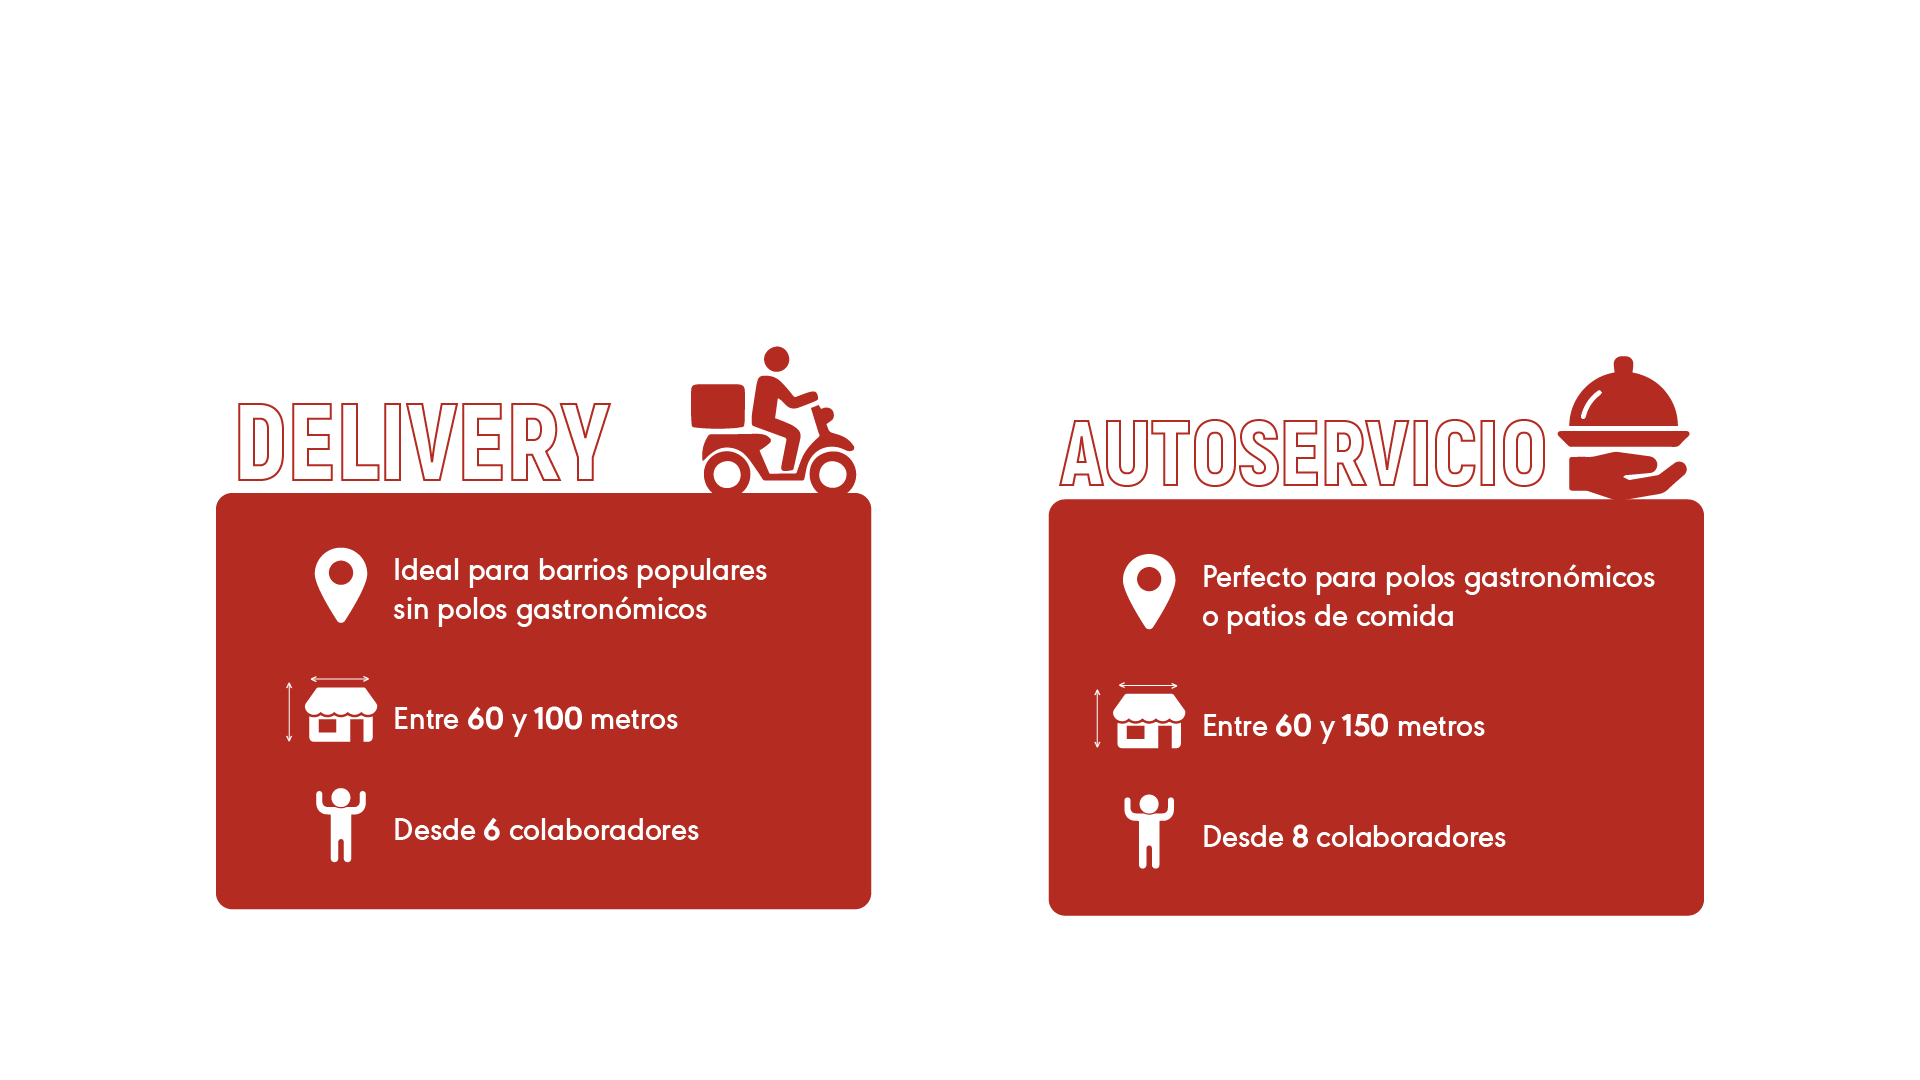 DELIVERY
Ideal para barrios populares
sin polos gastronómicos
Entre 60 y 100 metros
Desde 6 colaboradores
AUTOSERVICIO
Perfecto para polos gastronómicos
o patios de comida
Entre 60 y 150 metros
Desde 8 colaboradores